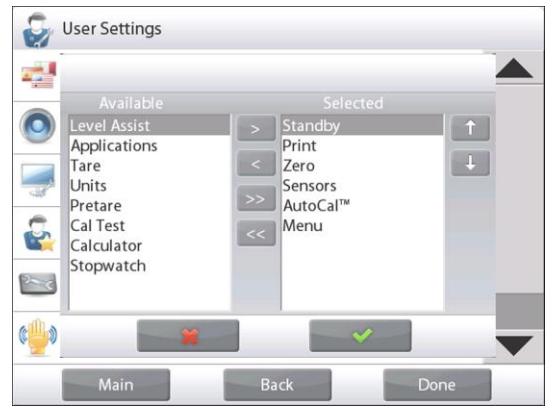 User Settings
Available
Selected
Level Assist
Applications
Tare
Units
Pretare
Cal Test
Calculator
Stopwatch
>
<
>>
<<
Standby
Print
Zero
Sensors
AutoCal™
Menu
↑
↓
Main
Back
Done